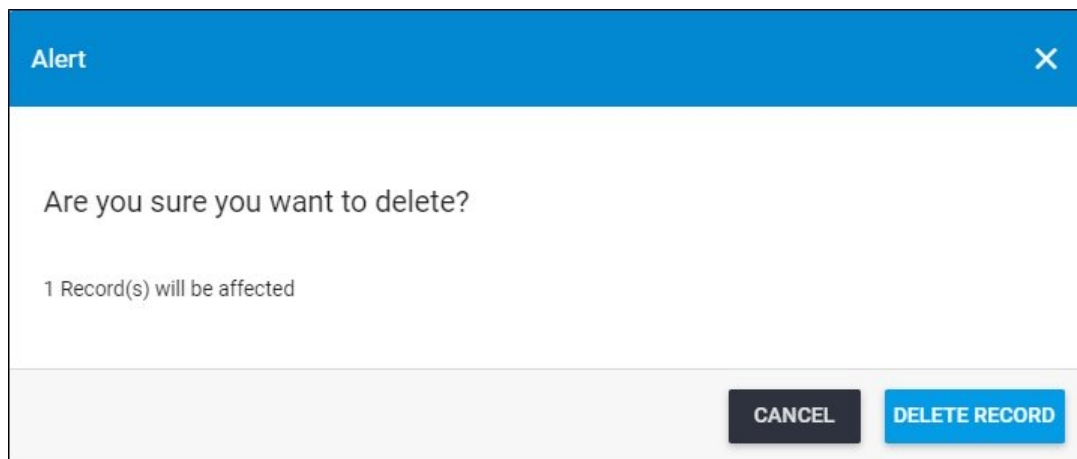 Alert
Are you sure you want to delete?
1 Record(s) will be affected
CANCEL DELETE RECORD